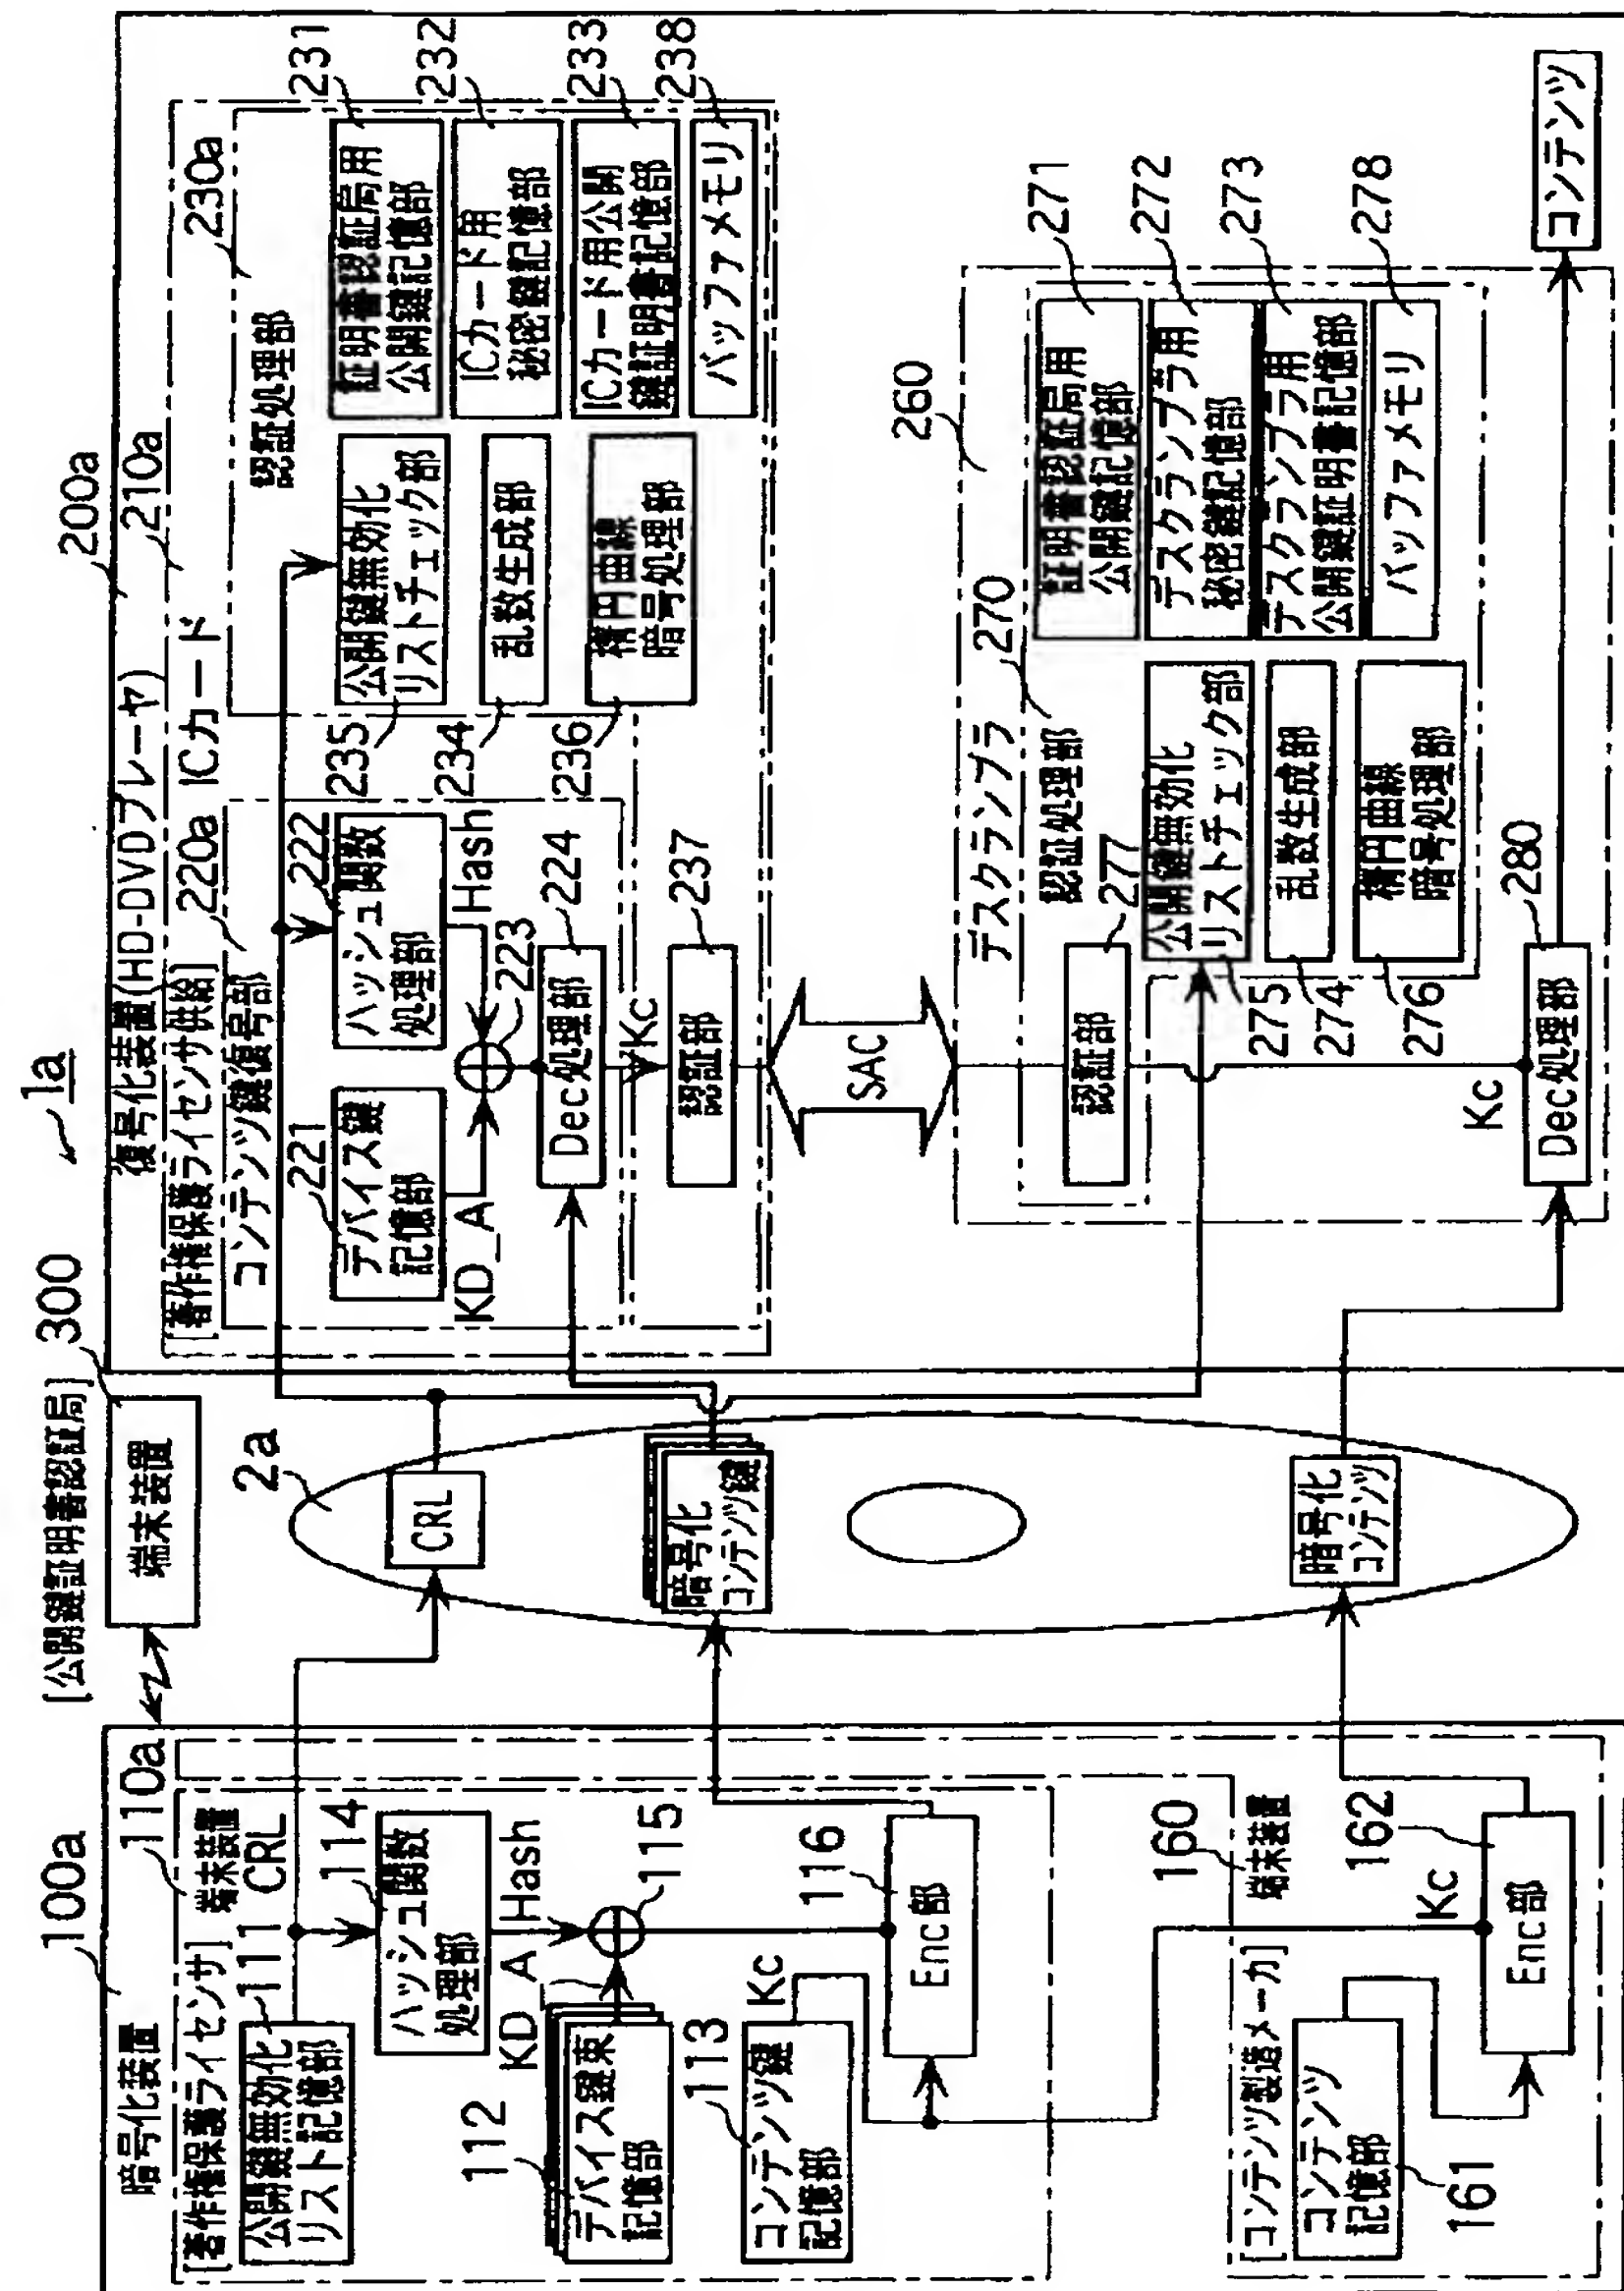 1a
100a
暗号化装置
110a
[著作権保護ライセンサ]
端末装置
111
CRL
公開鍵無効化
リスト記憶部
114
ハッシュ関数
処理部
Hash
KD_A
115
112
デバイス鍵束
記憶部
113
Kc
コンテンツ鍵
記憶部
116
Enc部
160
端末装置
[コンテンツ製造メーカ]
コンテンツ
記憶部
161
Kc
162
Enc部
[公開鍵証明書認証局]
300
端末装置
2a
CRL
暗号化
コンテンツ鍵
暗号化
コンテンツ
200a
復号化装置(HD-DVDプレーヤ)
210a
[著作権保護ライセンサ供給]
ICカード
220a
コンテンツ鍵復号部
221
デバイス鍵
記憶部
222
ハッシュ関数
処理部
KD_A
Hash
223
224
Dec処理部
Kc
237
認証部
230a
認証処理部
235
公開鍵無効化
リストチェック部
234
乱数生成部
236
楕円曲線
暗号処理部
231
証明書認証局用
公開鍵記憶部
232
ICカード用
秘密鍵記憶部
233
ICカード用公開
鍵証明書記憶部
238
バッファメモリ
SAC
260
デスクランブラ
270
認証処理部
277
認証部
公開鍵無効化
リストチェック部
275
乱数生成部
274
楕円曲線
暗号処理部
276
271
証明書認証局用
公開鍵記憶部
272
デスクランブラ用
秘密鍵記憶部
273
デスクランブラ用
公開鍵証明書記憶部
278
バッファメモリ
Kc
280
Dec処理部
コンテンツ